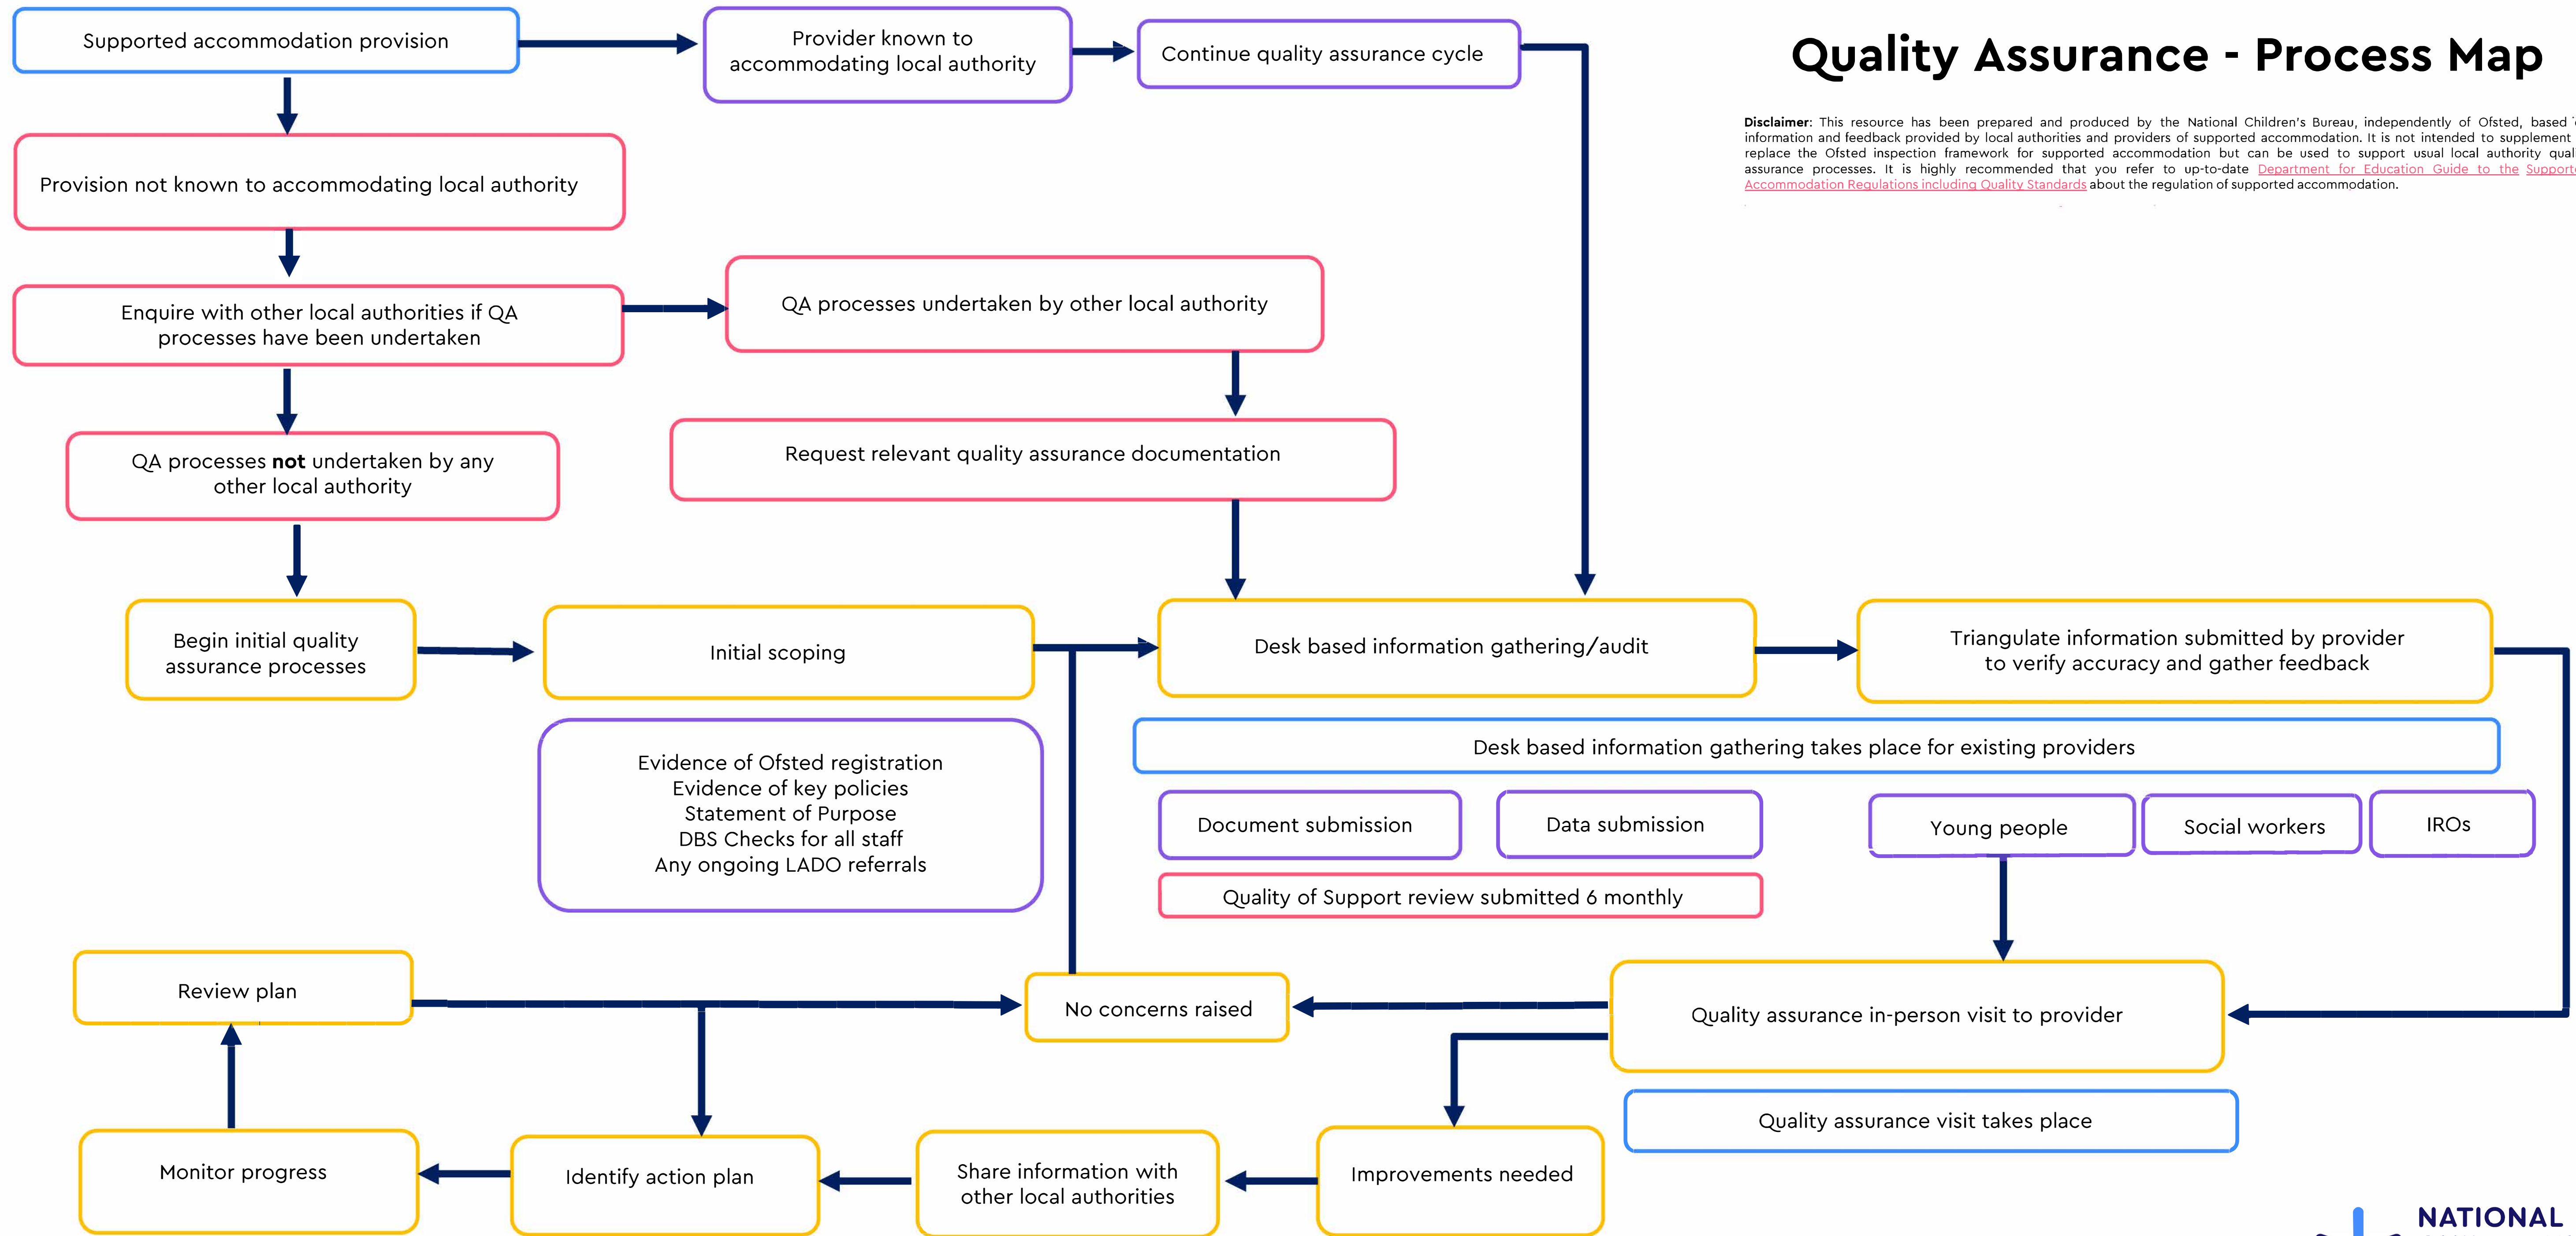 Supported accommodation provision
Provider known to
accommodating local authority
Continue quality assurance cycle
Quality Assurance - Process Map
Disclaimer: This resource has been prepared and produced by the National Children's Bureau, independently of Ofsted, based
information and feedback provided by local authorities and providers of supported accommodation. It is not intended to supplement
replace the Ofsted inspection framework for supported accommodation but can be used to support usual local authority
assurance processes. It is highly recommended that you refer to up-to-date Department for Education Guide to the
Accommodation Regulations including Quality Standards about the regulation of supported accommodation.
Provision not known to accommodating local authority
Enquire with other local authorities if QA
processes have been undertaken
QA processes undertaken by other local authority
QA processes not undertaken by any
other local authority
Request relevant quality assurance documentation
Begin initial quality
assurance processes
Initial scoping
Desk based information gathering/audit
Triangulate information submitted by provider
to verify accuracy and gather feedback
Evidence of Ofsted registration
Evidence of key policies
Statement of Purpose
DBS Checks for all staff
Any ongoing LADO referrals
Desk based information gathering takes place for existing providers
Document submission
Data submission
Young people
Social workers
IROs
Quality of Support review submitted 6 monthly
Review plan
No concerns raised
Quality assurance in-person visit to provider
Quality assurance visit takes place
Monitor progress
Identify action plan
Share information with
other local authorities
Improvements needed
NATIONAL